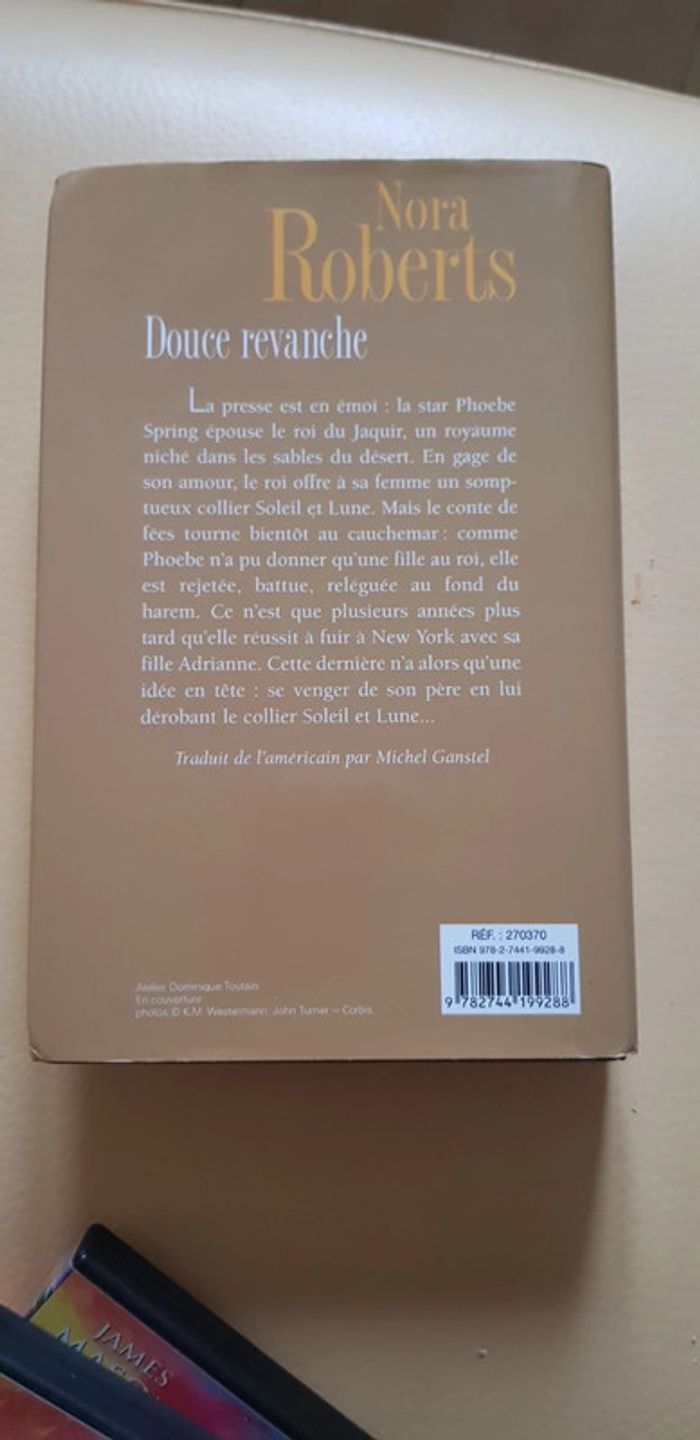 Nora
Roberts
Douce revanche
La presse est en émoi : la star Phoebe
Spring épouse le roi du Jaquir, un royaume
niché dans les sables du désert. En gage de
son amour, le roi offre à sa femme un somp-
tueux collier Soleil et Lune. Mais le conte de
fées tourne bientôt au cauchemar : comme
Phoebe n'a pu donner qu'une fille au roi, elle
est rejetée, battue, reléguée au fond du
harem. Ce n'est que plusieurs années plus
tard qu'elle réussit à fuir à New York avec sa
fille Adrianne. Cette dernière n'a alors qu'une
idée en tête : se venger de son père en lui
dérobant le collier Soleil et Lune...
Traduit de l'américain par Michel Ganstel
RÉF. : 270370
ISBN 978-2-7441-9928-8
9 782744 199288
Atelier Dominique Toutain
En couverture :
photos © K.M. Westermann, John Turner – Corbis.
JAMES